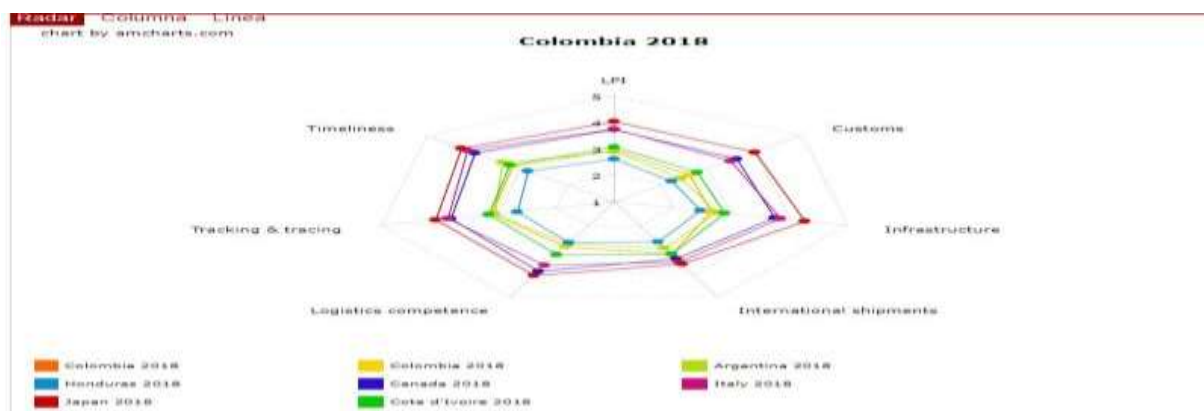 Radar Columna Linea
chart by amcharts.com
Colombia 2018
LPI
5
Timeliness
Customs
4
3
2
1
Tracking & tracing
Infrastructure
Logistics competence
International shipments
Colombia 2018 Colombia 2018 Argentina 2018
Honduras 2018 Canada 2018 Italy 2018
Japan 2018 Cote d'Ivoire 2018